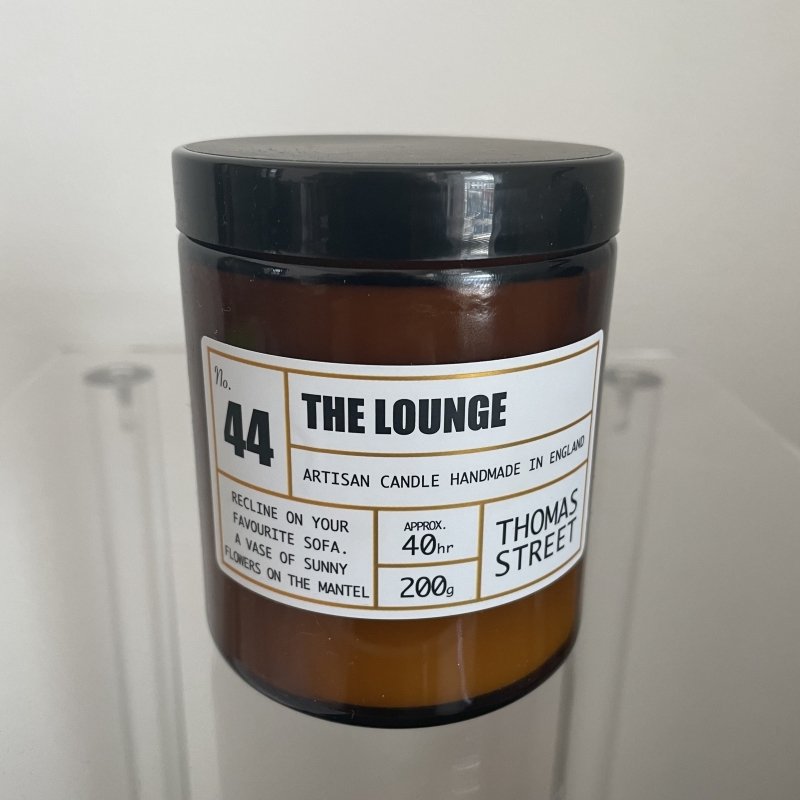 No.
44
THE LOUNGE
ARTISAN CANDLE HANDMADE IN ENGLAND
RECLINE ON YOUR
FAVOURITE SOFA.
A VASE OF SUNNY
FLOWERS ON THE MANTEL
APPROX.
40hr
200g
THOMAS
STREET